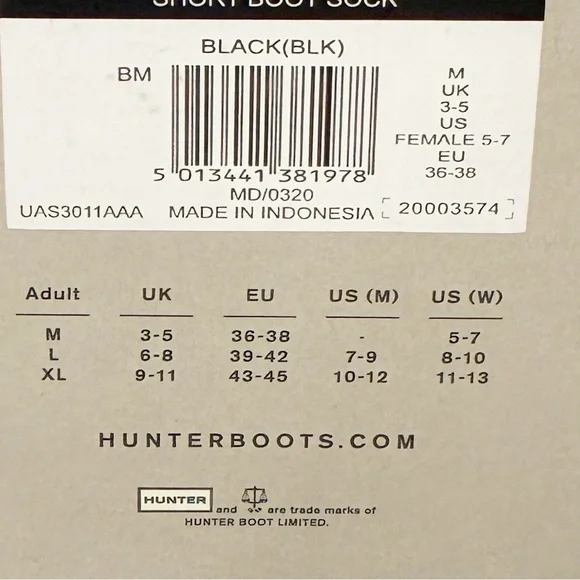 SHORT BOOT SOCK
BLACK(BLK)
BM
M
UK
3-5
US
FEMALE 5-7
EU
36-38
5 013441 381978
MD/0320
UAS3011AAA MADE IN INDONESIA [20003574]
Adult UK EU US (M) US (W)
M 3-5 36-38 - 5-7
L 6-8 39-42 7-9 8-10
XL 9-11 43-45 10-12 11-13
HUNTERBOOTS.COM
HUNTER and are trade marks of
HUNTER BOOT LIMITED.